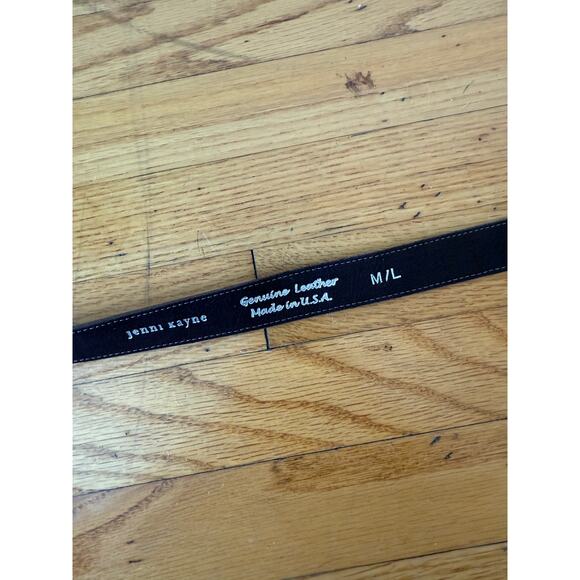 jenni kayne
Genuine Leather
Made in U.S.A.
M/L